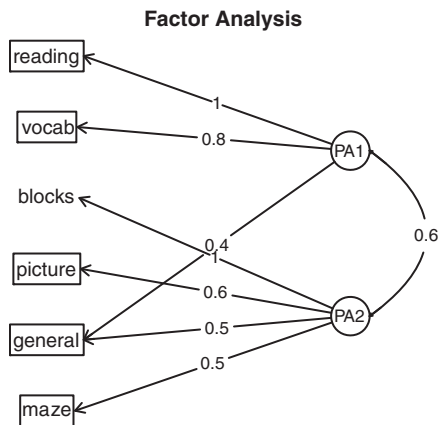 Factor Analysis
reading
1
vocab
0.8
PA1
blocks
0.6
0.4
1
picture
0.6
PA2
general
0.5
0.5
maze